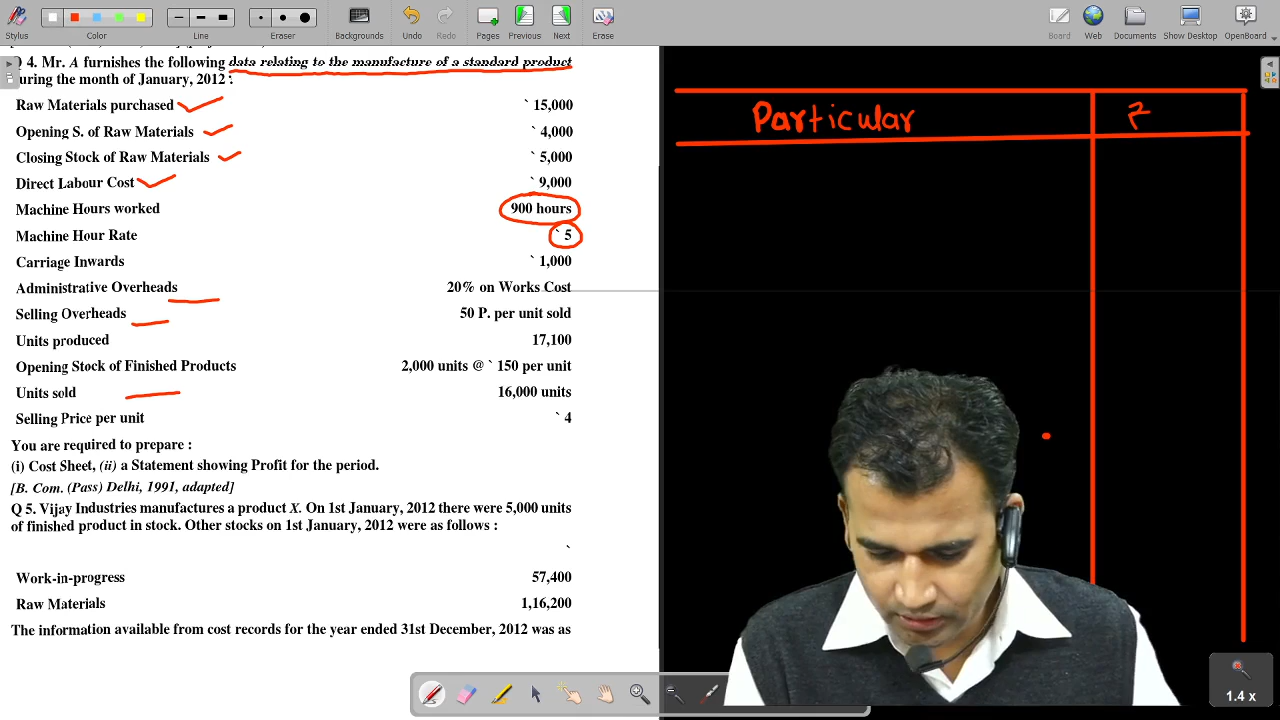 Stylus
Color
Line
Eraser
Backgrounds
Undo
Redo
Pages
Previous
Next
Erase
Board
Web
Documents
Show Desktop
OpenBoard
Q 4. Mr. A furnishes the following data relating to the manufacture of a standard product
uring the month of January, 2012 :
Raw Materials purchased ` 15,000
Opening S. of Raw Materials ` 4,000
Closing Stock of Raw Materials ` 5,000
Direct Labour Cost ` 9,000
Machine Hours worked 900 hours
Machine Hour Rate ` 5
Carriage Inwards ` 1,000
Administrative Overheads 20% on Works Cost
Selling Overheads 50 P. per unit sold
Units produced 17,100
Opening Stock of Finished Products 2,000 units @ ` 150 per unit
Units sold 16,000 units
Selling Price per unit ` 4
You are required to prepare :
(i) Cost Sheet, (ii) a Statement showing Profit for the period.
[B. Com. (Pass) Delhi, 1991, adapted]
Q 5. Vijay Industries manufactures a product X. On 1st January, 2012 there were 5,000 units
of finished product in stock. Other stocks on 1st January, 2012 were as follows :
`
Work-in-progress 57,400
Raw Materials 1,16,200
The information available from cost records for the year ended 31st December, 2012 was as
Particular ₹
1.4 x